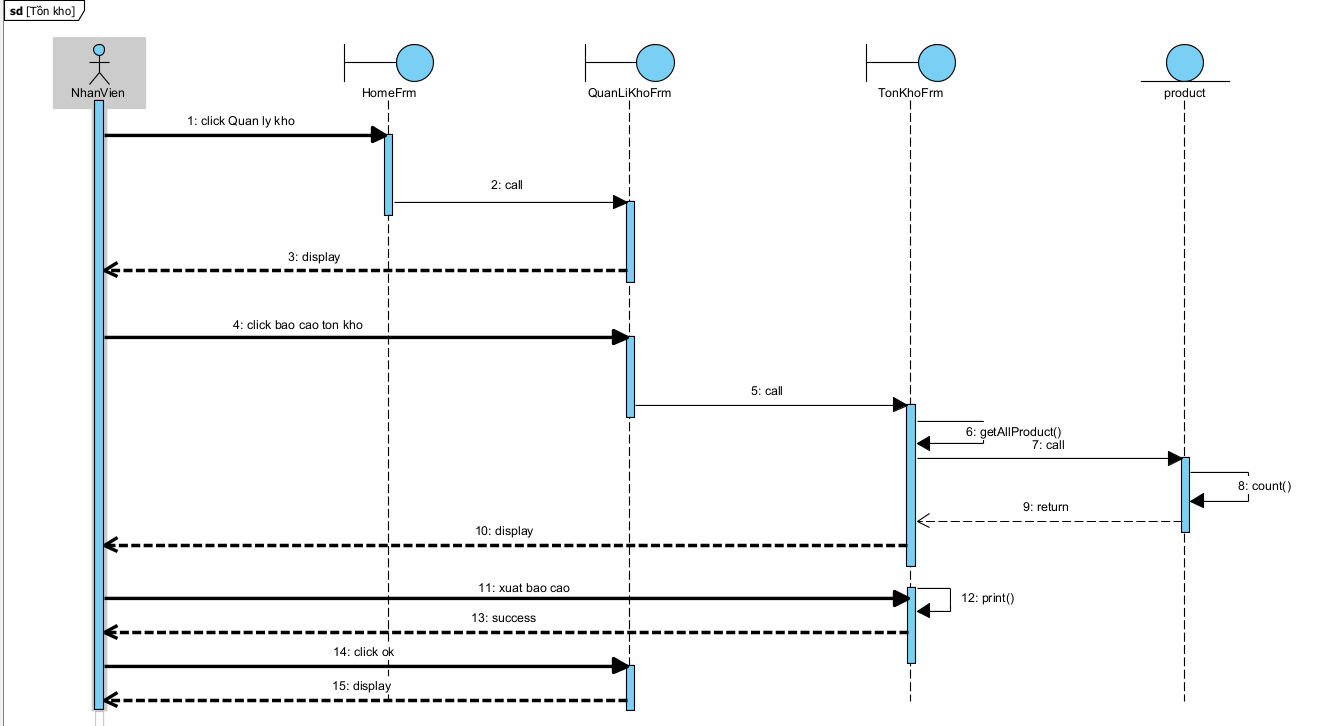 sd [Tồn kho]
NhanVien
HomeFrm
QuanLiKhoFrm
TonKhoFrm
product
1: click Quan ly kho
2: call
3: display
4: click bao cao ton kho
5: call
6: getAllProduct()
7: call
8: count()
9: return
10: display
11: xuat bao cao
12: print()
13: success
14: click ok
15: display